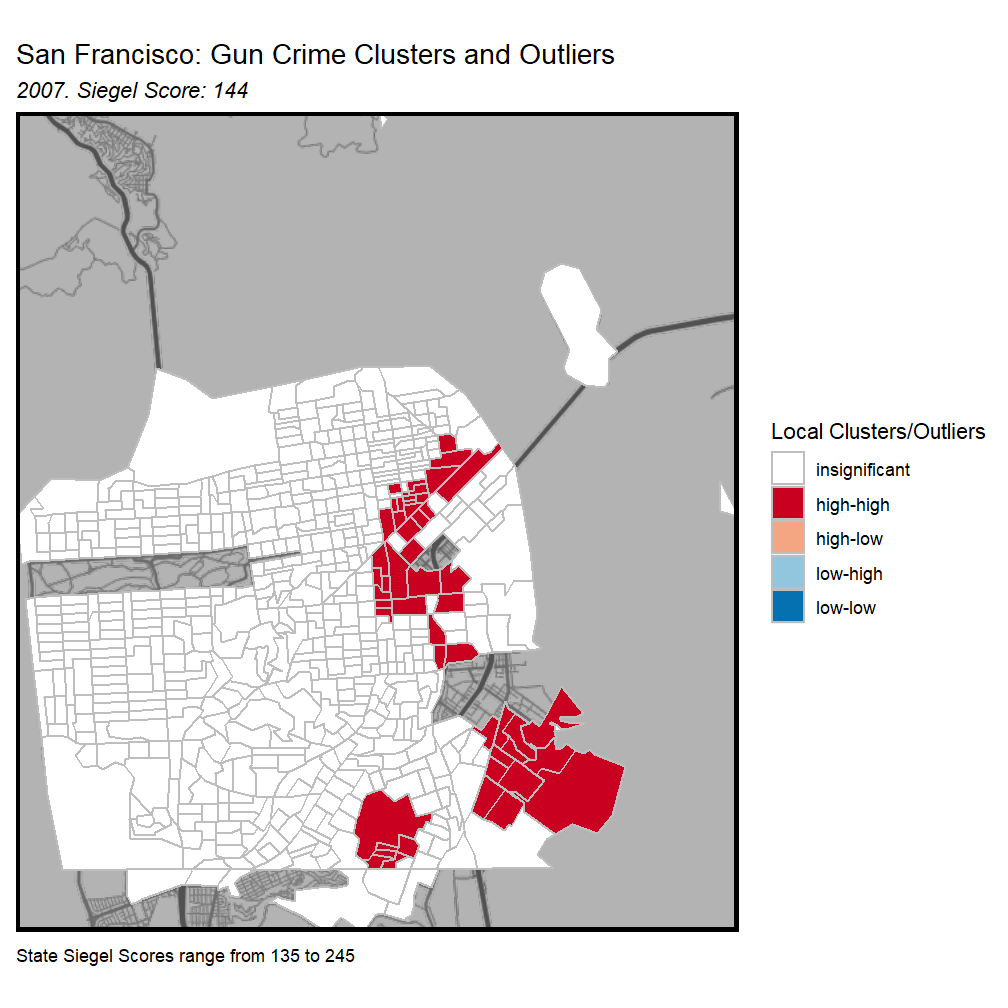 San Francisco: Gun Crime Clusters and Outliers
2007. Siegel Score: 144
Local Clusters/Outliers
insignificant
high-high
high-low
low-high
low-low
State Siegel Scores range from 135 to 245